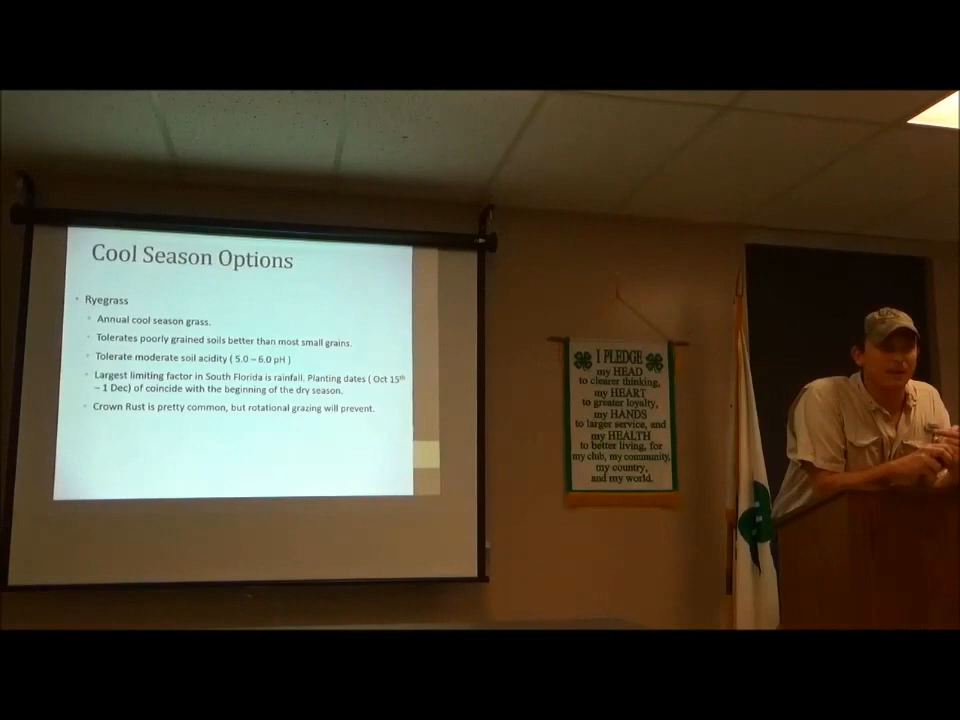 Cool Season Options
• Ryegrass
• Annual cool season grass.
• Tolerates poorly grained soils better than most small grains.
• Tolerate moderate soil acidity ( 5.0 – 6.0 pH )
• Largest limiting factor in South Florida is rainfall. Planting dates ( Oct 15th
– 1 Dec) of coincide with the beginning of the dry season.
• Crown Rust is pretty common, but rotational grazing will prevent.
I PLEDGE
my HEAD
to clearer thinking,
my HEART
to greater loyalty,
my HANDS
to larger service, and
my HEALTH
to better living, for
my club, my community,
my country,
and my world.